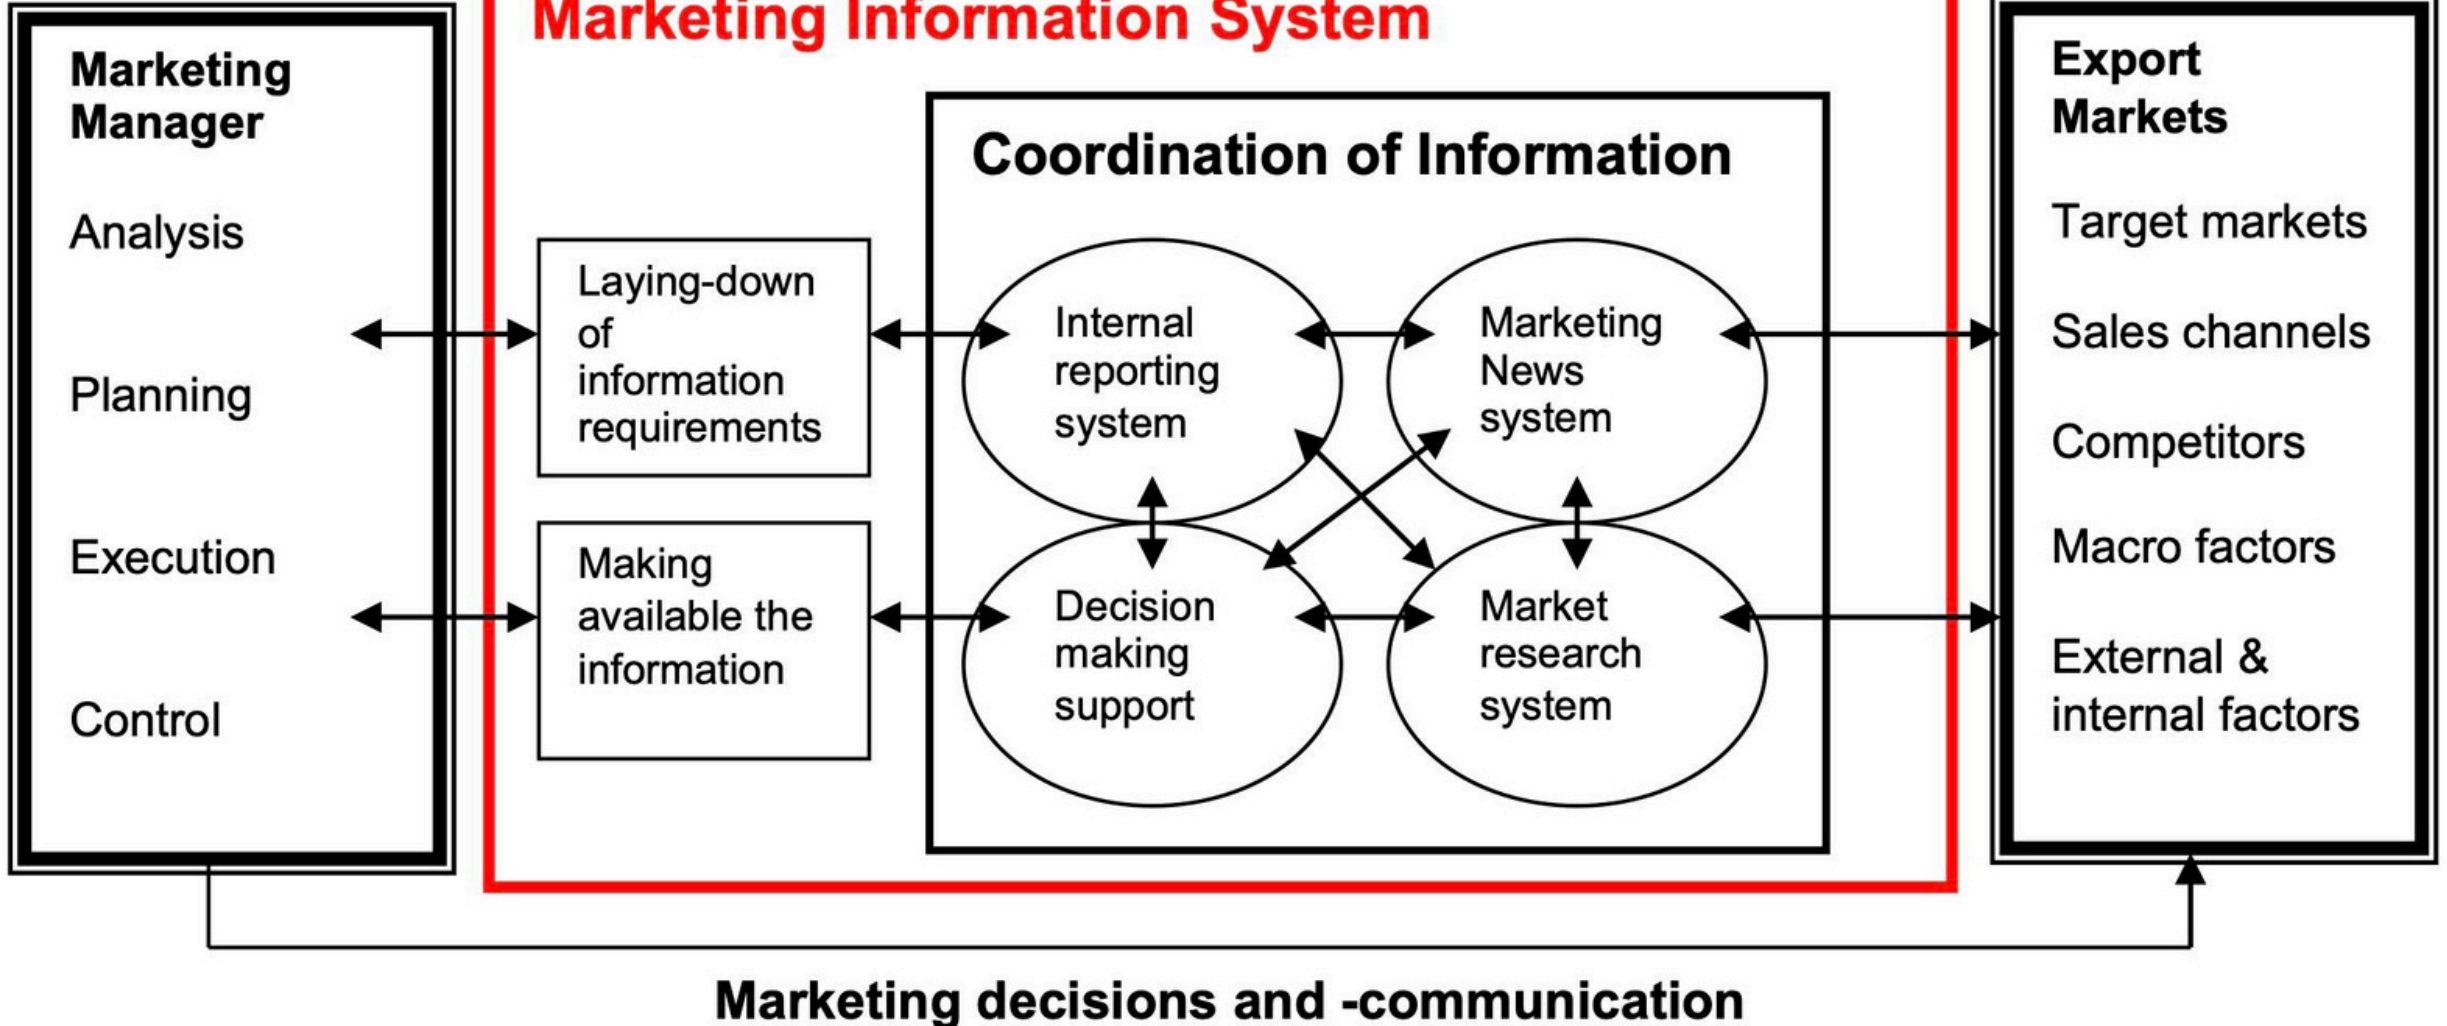 Marketing Information System
Marketing
Manager
Analysis
Planning
Execution
Control
Laying-down
of
information
requirements
Making
available the
information
Coordination of Information
Internal
reporting
system
Marketing
News
system
Decision
making
support
Market
research
system
Export
Markets
Target markets
Sales channels
Competitors
Macro factors
External &
internal factors
Marketing decisions and -communication